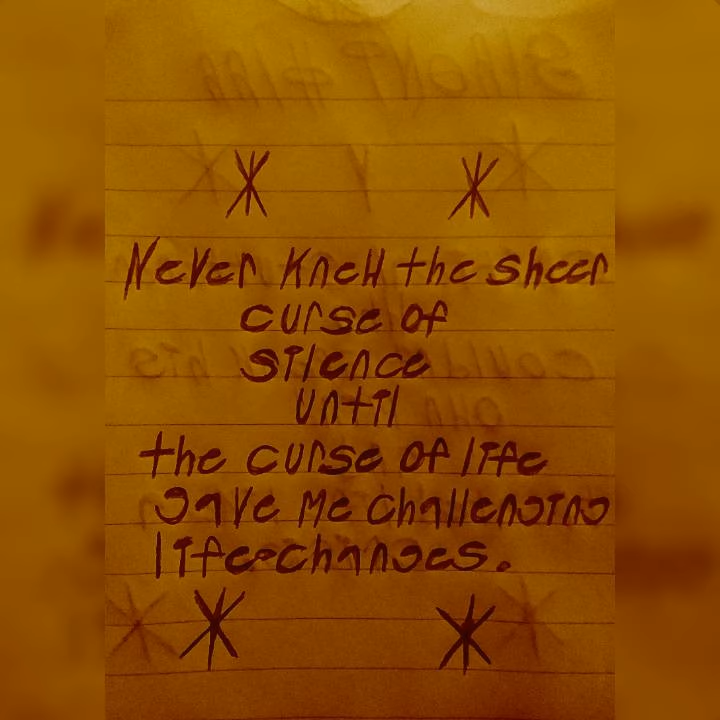 Never Knew the sheer
curse of
silence
until
the curse of life
gave me challenging
life-changes.